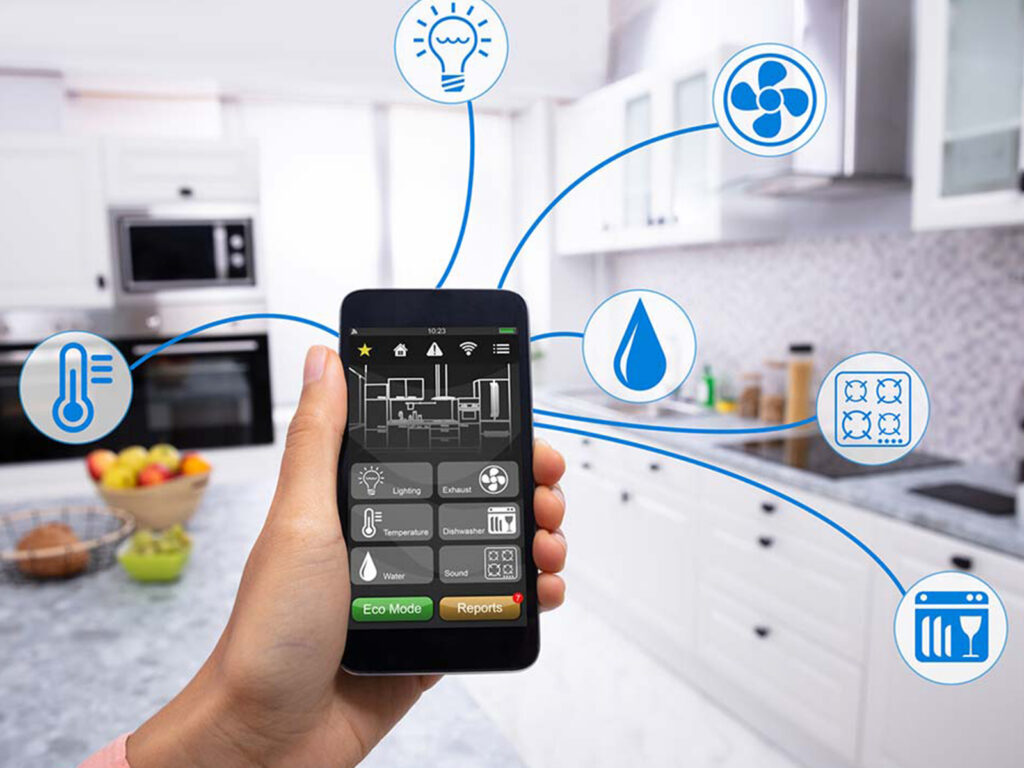 10:23
Lighting
Exhaust
Temperature
Dishwasher
Water
Sound
Eco Mode
Reports
7